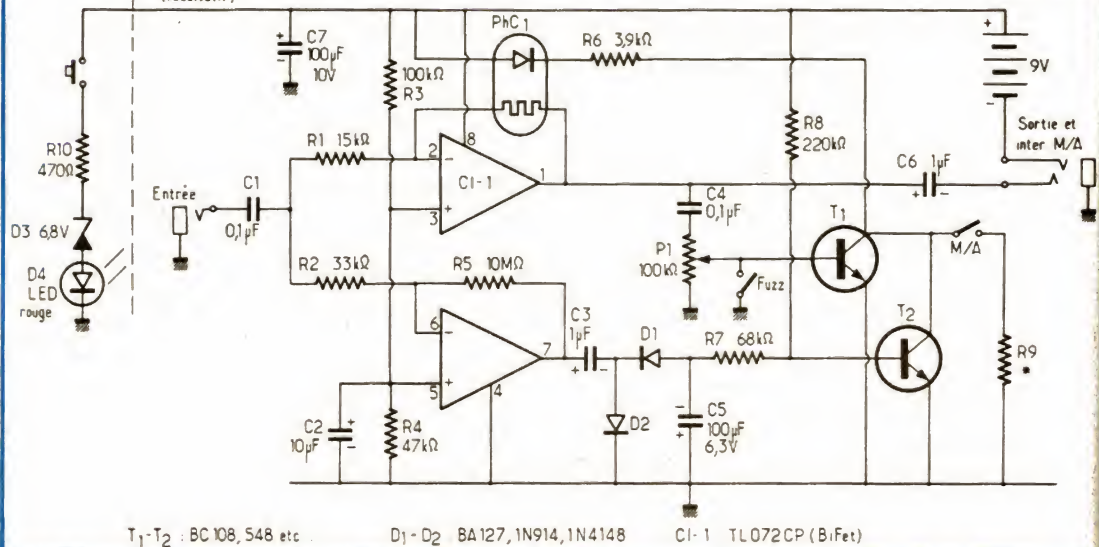 PhC1
C7
100µF
10V
100kΩ
R3
R6 3,9kΩ
9V
R10
470Ω
R1 15kΩ
R8
220kΩ
Sortie et
inter M/A
C6 1µF
Entrée
C1
0,1µF
2
8
CI-1
1
3
C4
0,1µF
T1
M/A
D3 6,8V
P1
100kΩ
Fuzz
D4
LED
rouge
R2 33kΩ
R5 10MΩ
C3
1µF
D1
R7 68kΩ
T2
R9
*
6
7
5
4
C2
10µF
R4
47kΩ
D2
C5
100µF
6,3V
T1-T2 : BC108, 548 etc
D1-D2 BA127, 1N914, 1N4148
CI-1 TL072CP (BiFet)